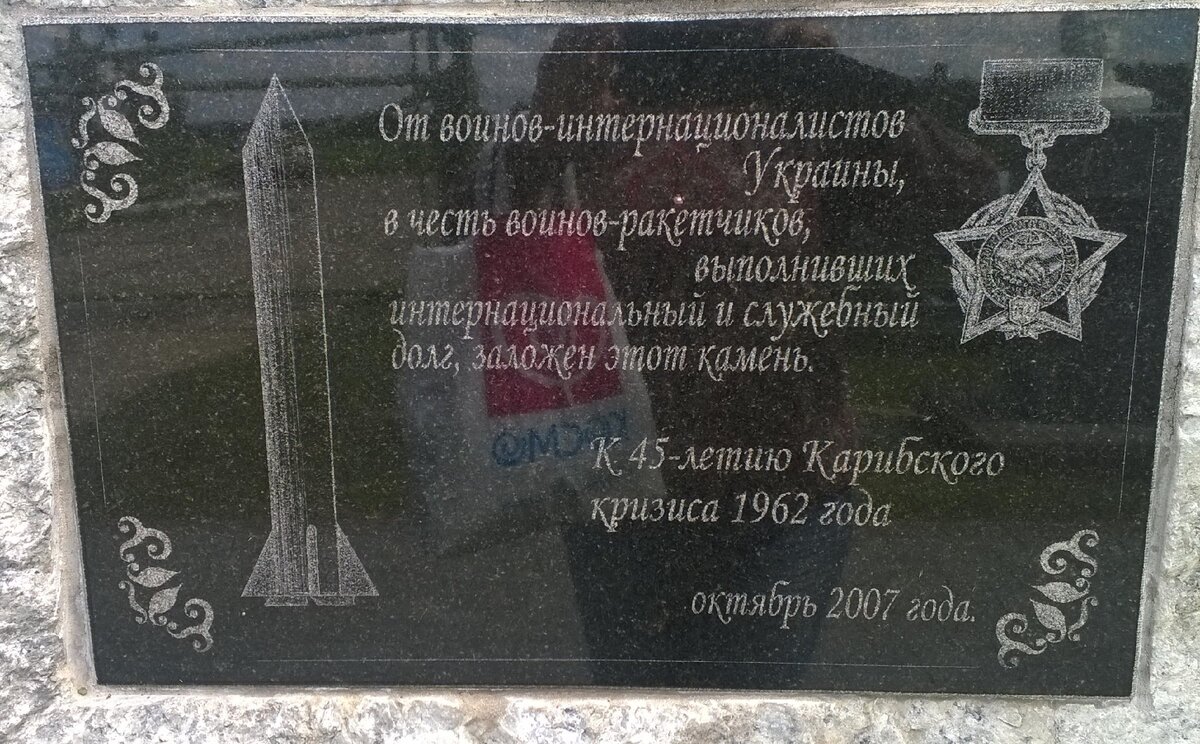 От воинов-интернационалистов
Украины,
в честь воинов-ракетчиков,
выполнивших
интернациональный и служебный
долг, заложен этот камень.
К 45-летию Карибского
кризиса 1962 года
октябрь 2007 года.